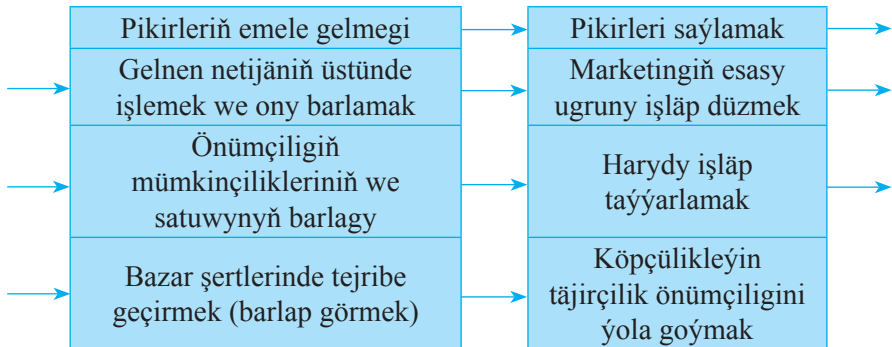 Pikirleriň emele gelmegi
Pikirleri saýlamak
Gelnen netijäniň üstünde
işlemek we ony barlamak
Marketingiň esasy
ugruny işläp düzmek
Önümçiligiň
mümkinçilikleriniň we
satuwynyň barlagy
Harydy işläp
taýýarlamak
Bazar şertlerinde tejribe
geçirmek (barlap görmek)
Köpçülikleýin
täjirçilik önümçiligini
ýola goýmak